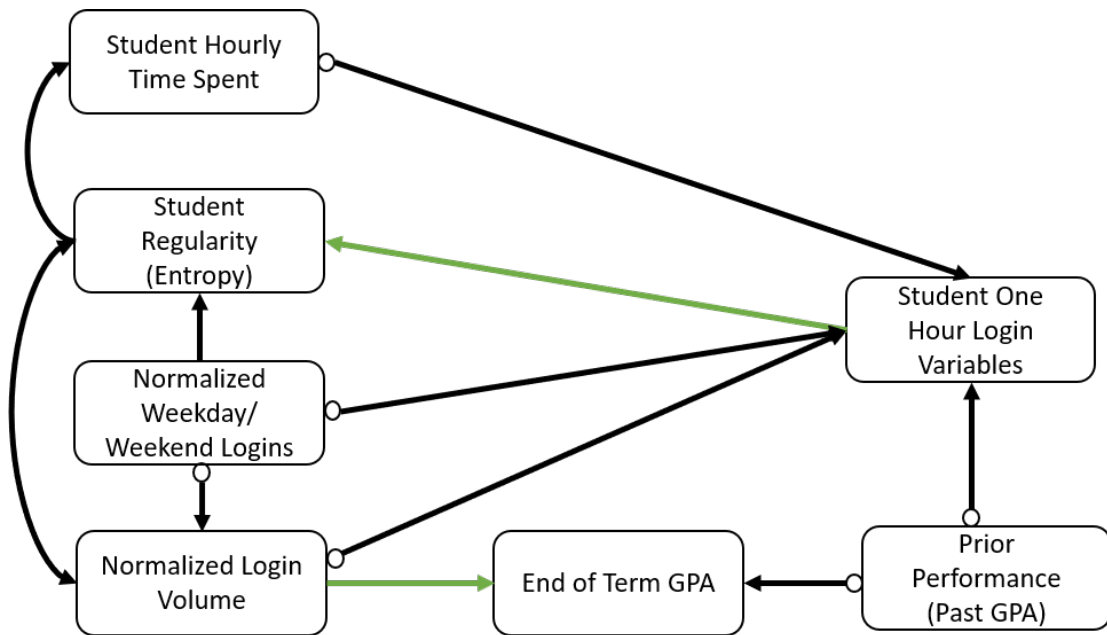 Student Hourly
Time Spent
Student
Regularity
(Entropy)
Normalized
Weekday/
Weekend Logins
Normalized Login
Volume
End of Term GPA
Student One
Hour Login
Variables
Prior
Performance
(Past GPA)